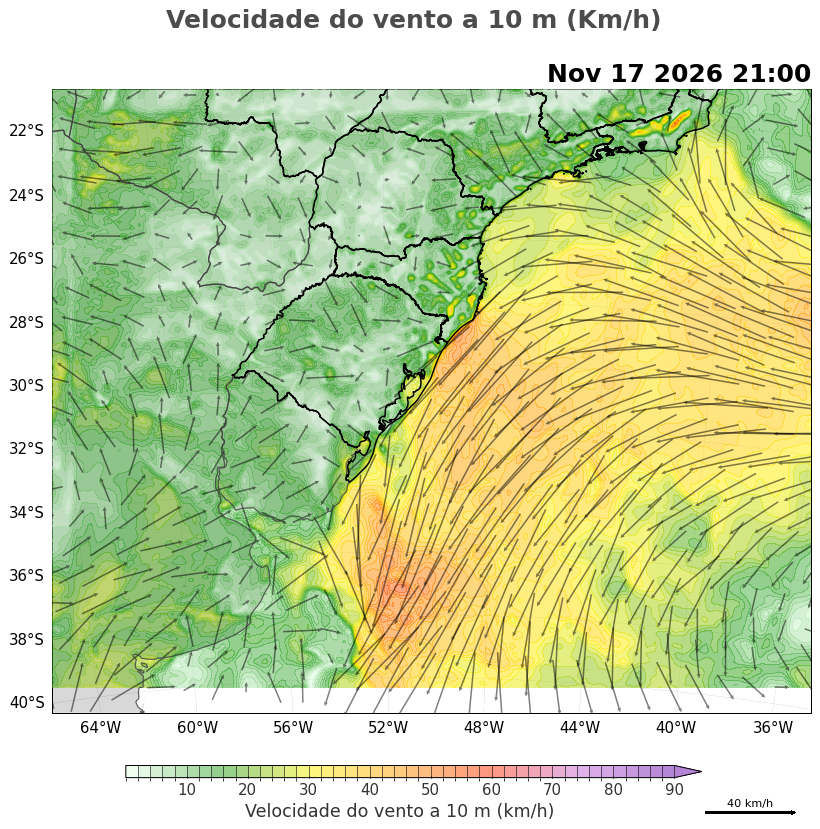 Velocidade do vento a 10 m (Km/h)
Nov 17 2026 21:00
22°S
24°S
26°S
28°S
30°S
32°S
34°S
36°S
38°S
40°S
64°W 60°W 56°W 52°W 48°W 44°W 40°W 36°W
10 20 30 40 50 60 70 80 90
Velocidade do vento a 10 m (km/h)
40 km/h